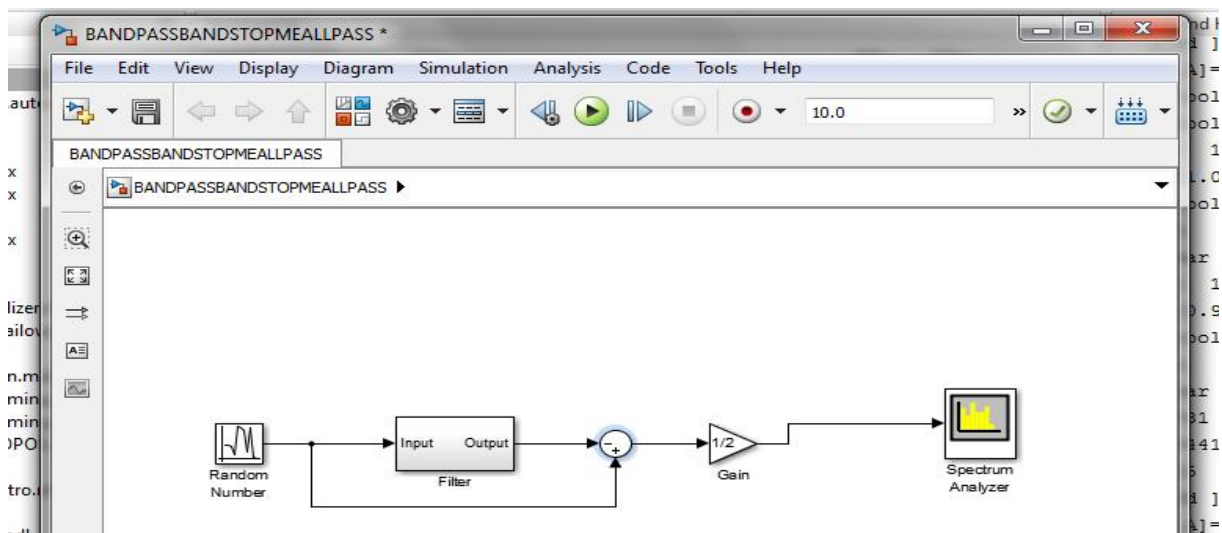 BANDPASSBANDSTOPMEALLPASS *
File Edit View Display Diagram Simulation Analysis Code Tools Help
10.0
»
BANDPASSBANDSTOPMEALLPASS
BANDPASSBANDSTOPMEALLPASS
Input Output
1/2
Random
Number
Filter
Gain
Spectrum
Analyzer